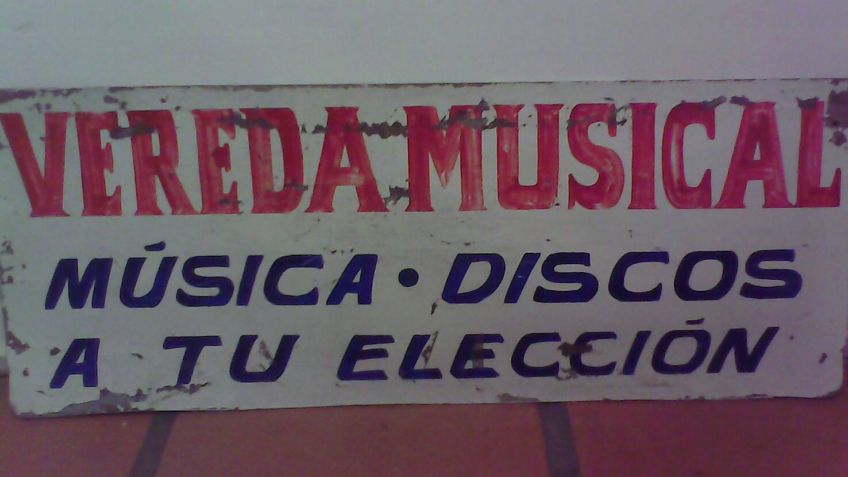 VEREDA MUSICAL
MÚSICA • DISCOS
A TU ELECCIÓN